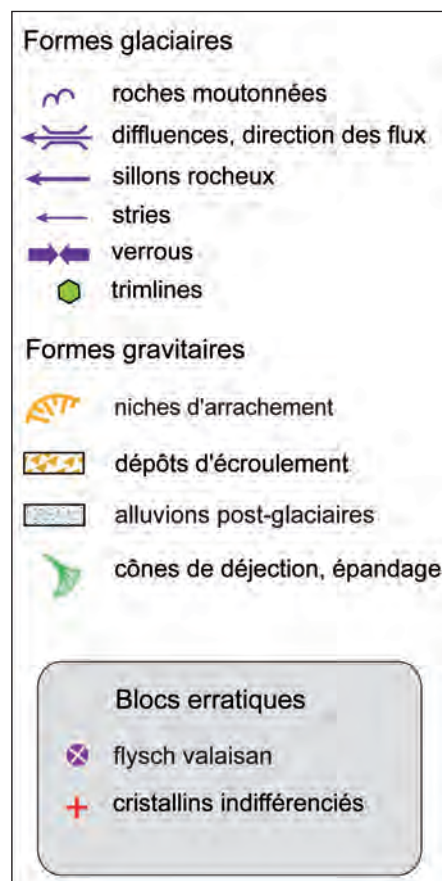 Formes glaciaires
roches moutonnées
diffluences, direction des flux
sillons rocheux
stries
verrous
trimlines
Formes gravitaires
niches d'arrachement
dépôts d'écroulement
alluvions post-glaciaires
cônes de déjection, épandage
Blocs erratiques
flysch valaisan
cristallins indifférenciés